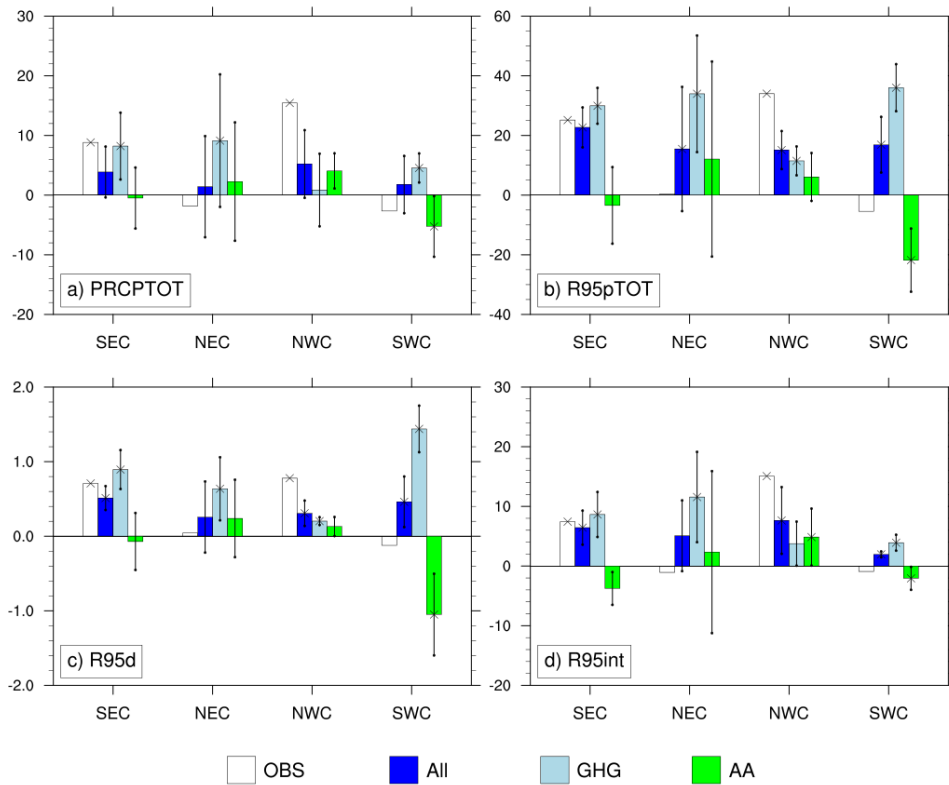 30
20
10
0
-10
-20
a) PRCPTOT
SEC NEC NWC SWC
60
40
20
0
-20
-40
b) R95pTOT
SEC NEC NWC SWC
2.0
1.0
0.0
-1.0
-2.0
c) R95d
SEC NEC NWC SWC
30
20
10
0
-10
-20
d) R95int
SEC NEC NWC SWC
OBS All GHG AA